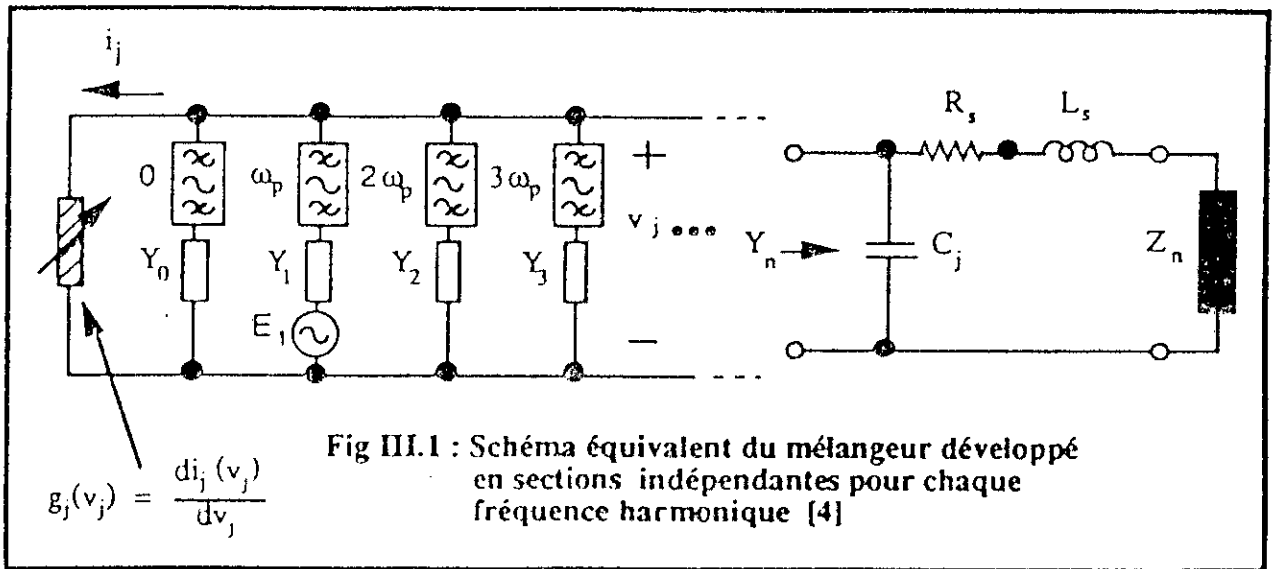 i_j
0 ω_p 2ω_p 3ω_p
Y_0 Y_1 Y_2 Y_3
E_1
+
v_j •••
−
R_s L_s
Y_n C_j Z_n
g_j(v_j) = di_j(v_j) / dv_j
Fig III.1 : Schéma équivalent du mélangeur développé
en sections indépendantes pour chaque
fréquence harmonique [4]